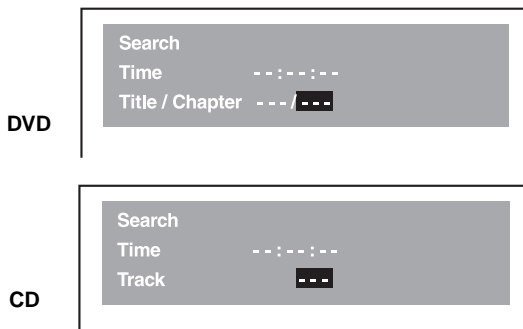 DVD
Search
Time --:--:--
Title / Chapter ---/---
CD
Search
Time --:--:--
Track ---